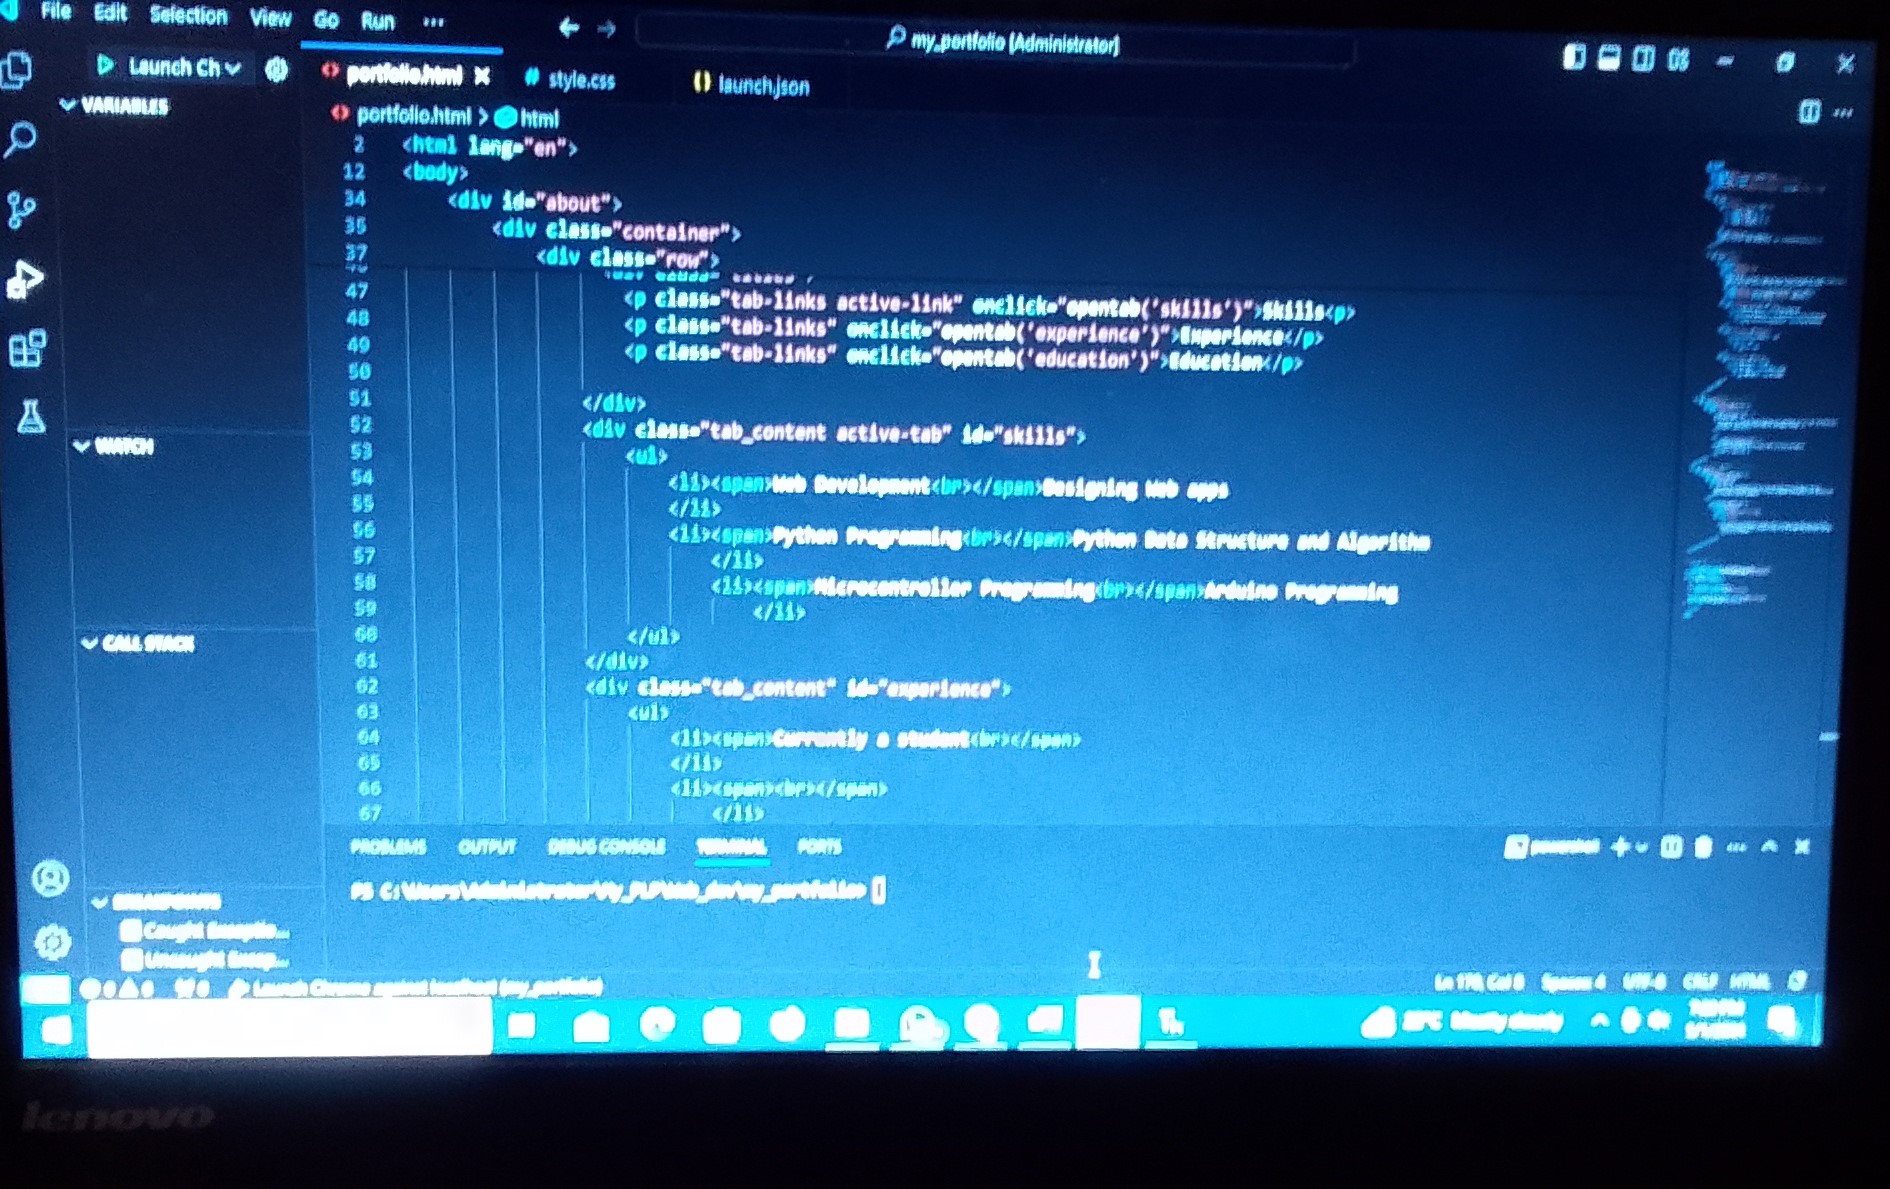 File Edit Selection View Go Run ...
my_portfolio [Administrator]
Launch Ch
portfolio.html
style.css
launch.json
VARIABLES
portfolio.html > html
2 <html lang="en">
12 <body>
34 <div id="about">
35 <div class="container">
37 <div class="row">
47 <p class="tab-links active-link" onclick="opentab('skills')">Skills<p>
48 <p class="tab-links" onclick="opentab('experience')">Experience</p>
49 <p class="tab-links" onclick="opentab('education')">Education</p>
50
51 </div>
52 <div class="tab_content active-tab" id="skills">
53 <ul>
54 <li><span>Web Development<br></span>Designing Web apps
55 </li>
56 <li><span>Python Programming<br></span>Python Data Structure and Algorithm
57 </li>
58 <li><span>Microcontroller Programming<br></span>Arduino Programming
59 </li>
60 </ul>
61 </div>
62 <div class="tab_content" id="experience">
63 <ul>
64 <li><span>Currently a student<br></span>
65 </li>
66 <li><span><br></span>
67 </li>
WATCH
CALL STACK
PROBLEMS OUTPUT DEBUG CONSOLE TERMINAL PORTS
powershell
PS C:\Users\Administrator\My_PLP\Web_dev\my_portfolio>
BREAKPOINTS
Caught Exceptio...
Uncaught Excep...
0 0 0 Launch Chrome against localhost (my_portfolio)
Spaces: 4 UTF-8 CRLF HTML
Mostly cloudy
lenovo